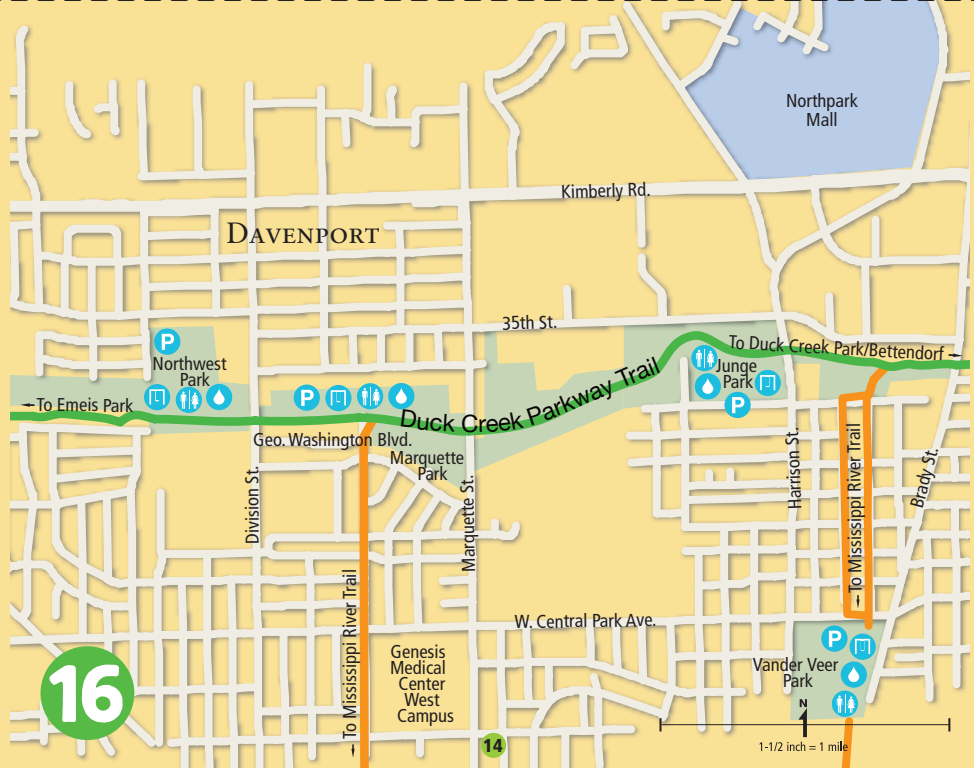 Northpark
Mall
Kimberly Rd.
DAVENPORT
35th St.
P
Northwest
Park
To Duck Creek Park/Bettendorf
Junge
Park
P
To Emeis Park
P
Duck Creek Parkway Trail
Geo. Washington Blvd.
Marquette
Park
Division St.
Marquette St.
Harrison St.
To Mississippi River Trail
Brady St.
To Mississippi River Trail
W. Central Park Ave.
Genesis
Medical
Center
West
Campus
P
Vander Veer
Park
16
14
N
1-1/2 inch = 1 mile